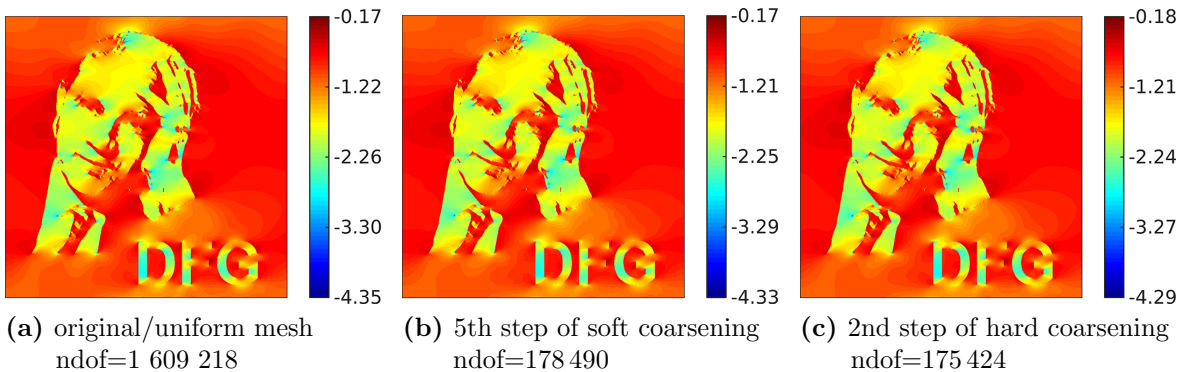 -0.17
-1.22
-2.26
-3.30
-4.35
DFG
(a) original/uniform mesh
ndof=1 609 218
-0.17
-1.21
-2.25
-3.29
-4.33
DFG
(b) 5th step of soft coarsening
ndof=178 490
-0.18
-1.21
-2.24
-3.27
-4.29
DFG
(c) 2nd step of hard coarsening
ndof=175 424